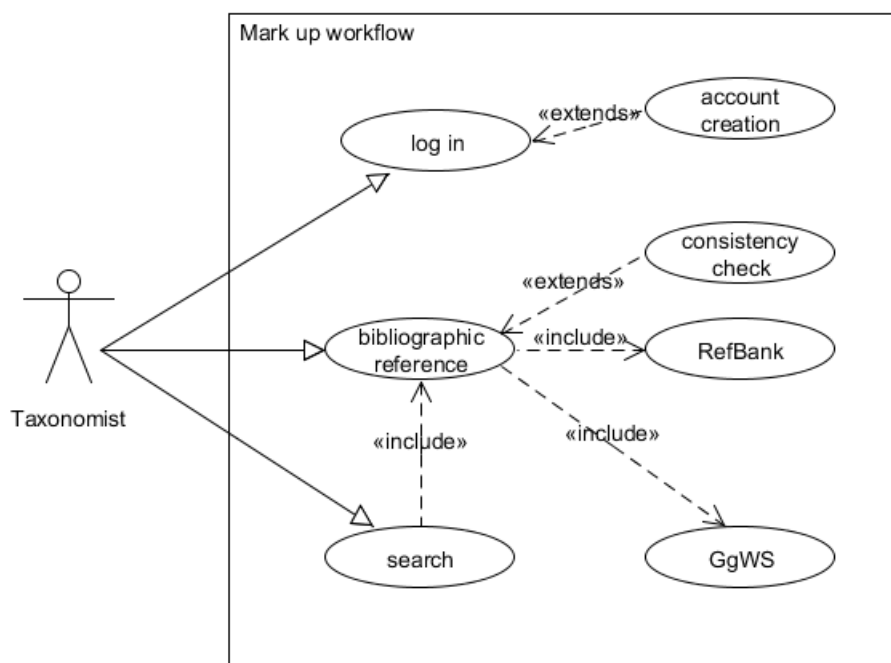 Mark up workflow
account
creation
«extends»
log in
consistency
check
«extends»
bibliographic
reference
«include»
RefBank
Taxonomist
«include»
«include»
search
GgWS